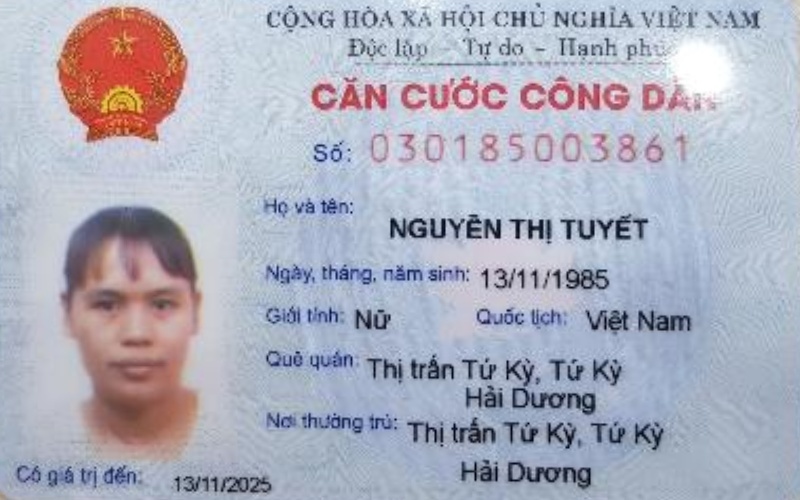 CỘNG HÒA XÃ HỘI CHỦ NGHĨA VIỆT NAM
Độc lập - Tự do - Hạnh phúc
CĂN CƯỚC CÔNG DÂN
Số: 030185003861
Họ và tên:
NGUYỄN THỊ TUYẾT
Ngày, tháng, năm sinh: 13/11/1985
Giới tính: Nữ Quốc tịch: Việt Nam
Quê quán: Thị trấn Tứ Kỳ, Tứ Kỳ
Hải Dương
Nơi thường trú: Thị trấn Tứ Kỳ, Tứ Kỳ
Hải Dương
Có giá trị đến: 13/11/2025